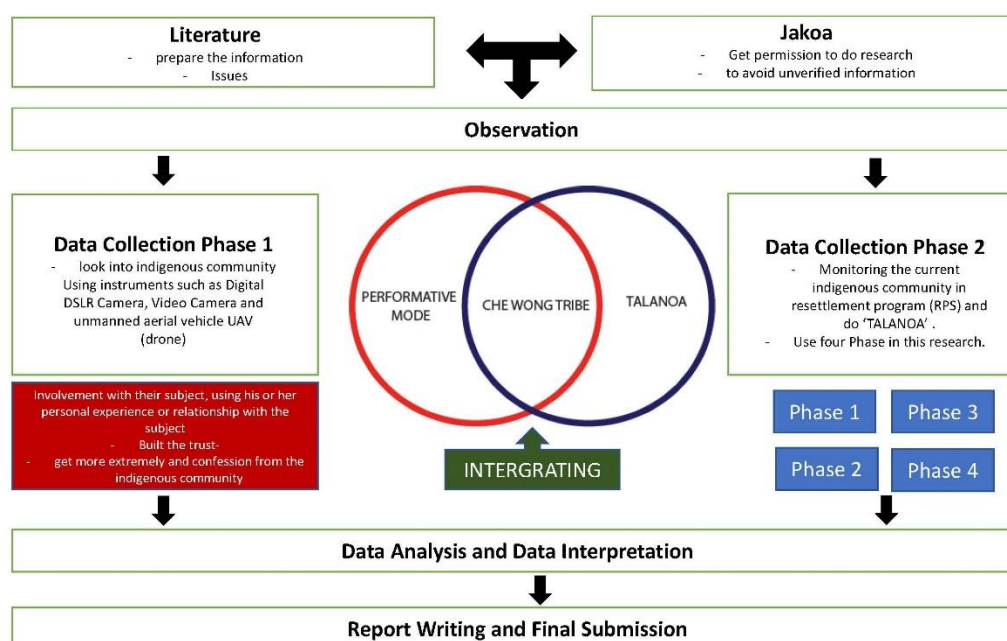 Literature
- prepare the information
- Issues
Jakoa
- Get permission to do research
- to avoid unverified information
Observation
Data Collection Phase 1
- look into indigenous community
Using instruments such as Digital
DSLR Camera, Video Camera and
unmanned aerial vehicle UAV
(drone)
Involvement with their subject, using his or her
personal experience or relationship with the
subject
- Built the trust-
- get more extremely and confession from the
indigenous community
PERFORMATIVE
MODE
CHE WONG TRIBE
TALANOA
INTERGRATING
Data Collection Phase 2
- Monitoring the current
indigenous community in
resettlement program (RPS) and
do ‘TALANOA’ .
- Use four Phase in this research.
Phase 1
Phase 3
Phase 2
Phase 4
Data Analysis and Data Interpretation
Report Writing and Final Submission